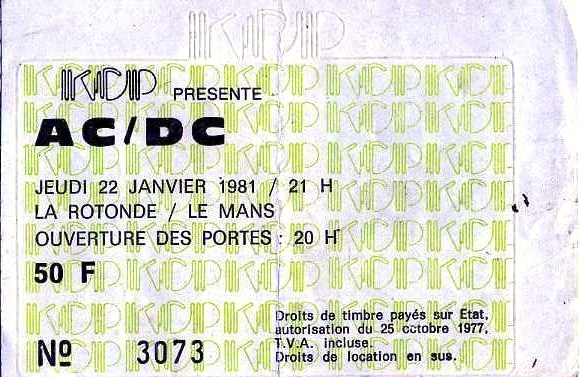 KCP
KCP PRESENTE
AC/DC
JEUDI 22 JANVIER 1981 / 21 H
LA ROTONDE / LE MANS
OUVERTURE DES PORTES : 20 H
50 F
Droits de timbre payés sur Etat,
autorisation du 25 octobre 1977,
T.V.A. incluse.
Nº 3073
Droits de location en sus.